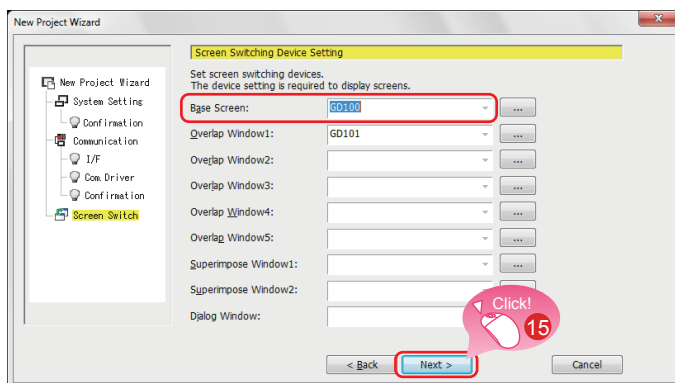 New Project Wizard
Screen Switching Device Setting
Set screen switching devices.
The device setting is required to display screens.
New Project Wizard
System Setting
Confirmation
Communication
I/F
Com. Driver
Confirmation
Screen Switch
Base Screen: GD100 ...
Overlap Window1: GD101 ...
Overlap Window2: ...
Overlap Window3: ...
Overlap Window4: ...
Overlap Window5: ...
Superimpose Window1: ...
Superimpose Window2:
Dialog Window:
Click!
15
< Back Next > Cancel